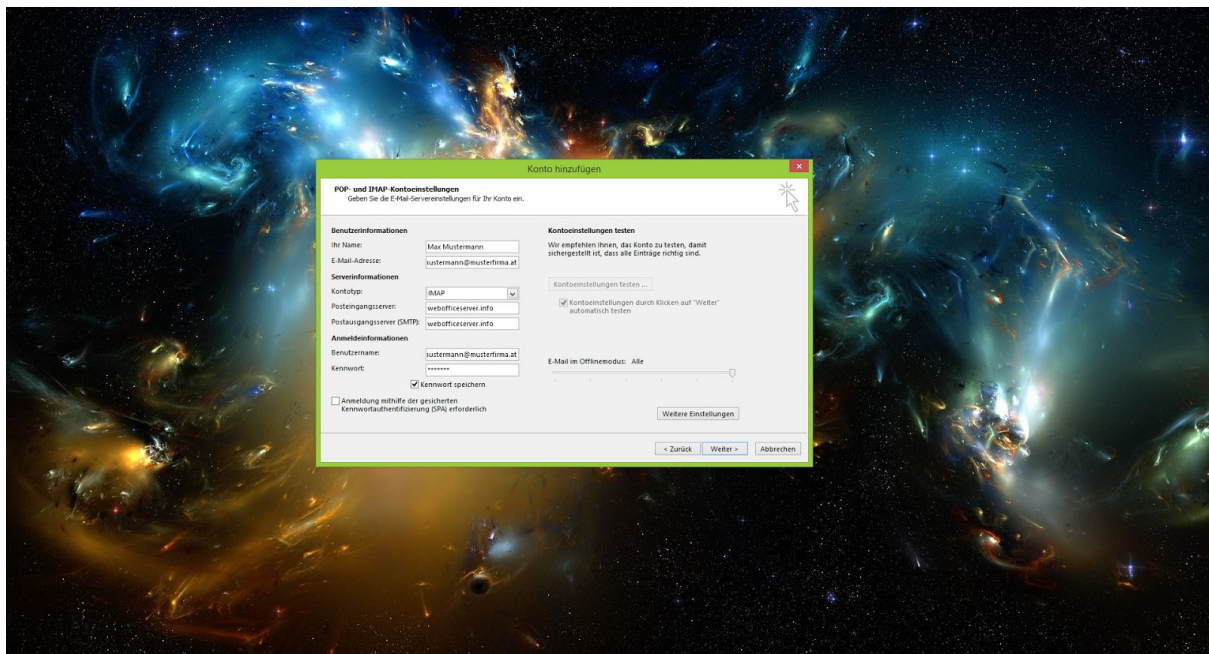 Konto hinzufügen
POP- und IMAP-Kontoeinstellungen
Geben Sie die E-Mail-Servereinstellungen für Ihr Konto ein.
Benutzerinformationen
Ihr Name:
Max Mustermann
E-Mail-Adresse:
ustermann@musterfirma.at
Serverinformationen
Kontotyp:
IMAP
Posteingangsserver:
webofficeserver.info
Postausgangsserver (SMTP):
webofficeserver.info
Anmeldeinformationen
Benutzername:
ustermann@musterfirma.at
Kennwort:
*******
Kennwort speichern
Anmeldung mithilfe der gesicherten
Kennwortauthentifizierung (SPA) erforderlich
Kontoeinstellungen testen
Wir empfehlen Ihnen, das Konto zu testen, damit
sichergestellt ist, dass alle Einträge richtig sind.
Kontoeinstellungen testen ...
Kontoeinstellungen durch Klicken auf "Weiter"
automatisch testen
E-Mail im Offlinemodus: Alle
Weitere Einstellungen
< Zurück
Weiter >
Abbrechen